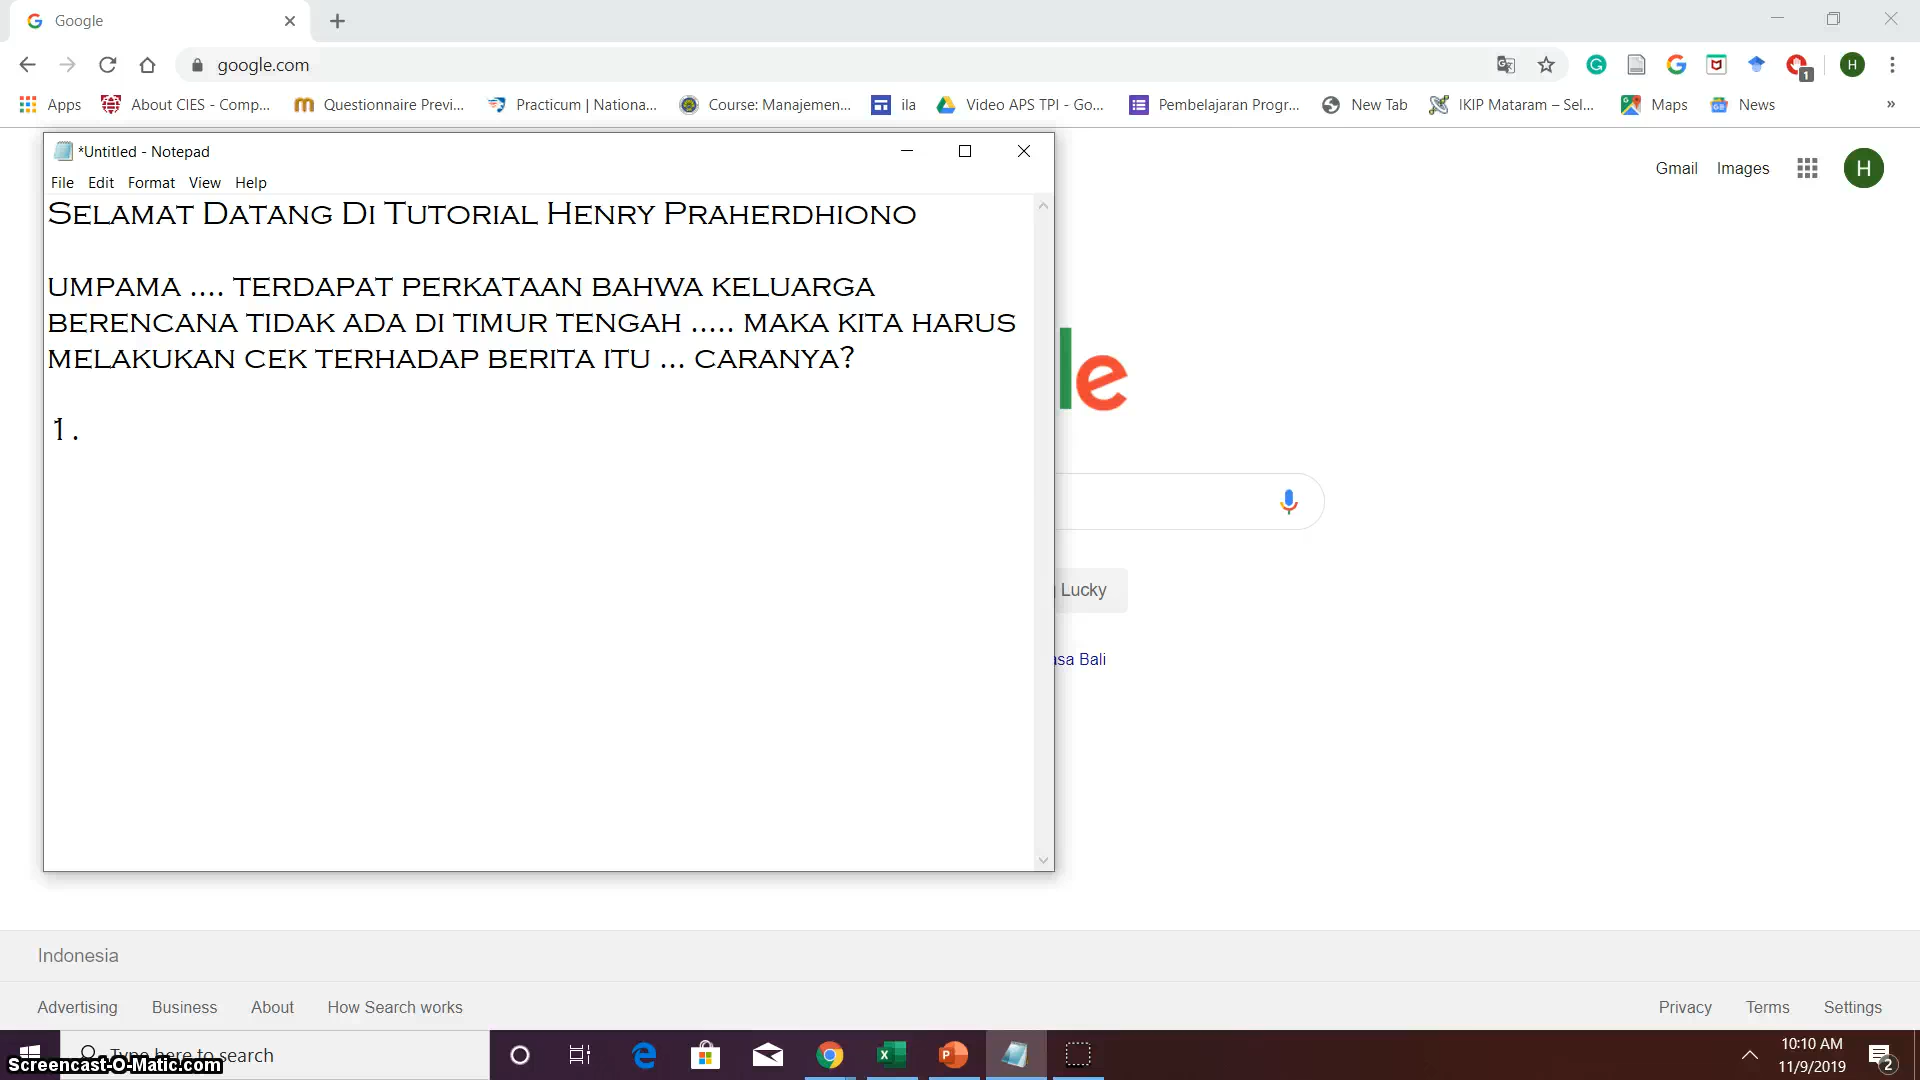 Google
google.com
Apps
About CIES - Comp...
Questionnaire Previ...
Practicum | Nationa...
Course: Manajemen...
ila
Video APS TPI - Go...
Pembelajaran Progr...
New Tab
IKIP Mataram – Sel...
Maps
News
»
*Untitled - Notepad
File Edit Format View Help
Selamat Datang Di Tutorial Henry Praherdhiono
UMPAMA .... TERDAPAT PERKATAAN BAHWA KELUARGA
BERENCANA TIDAK ADA DI TIMUR TENGAH ..... MAKA KITA HARUS
MELAKUKAN CEK TERHADAP BERITA ITU ... CARANYA?
1.
Gmail Images
H
le
Lucky
asa Bali
Indonesia
Advertising Business About How Search works
Privacy Terms Settings
Type here to search
Screencast-O-Matic.com
10:10 AM
11/9/2019
2